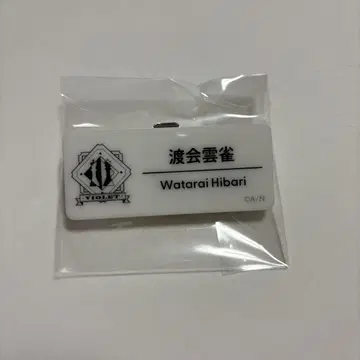 渡会雲雀
Watarai Hibari
VIOLET